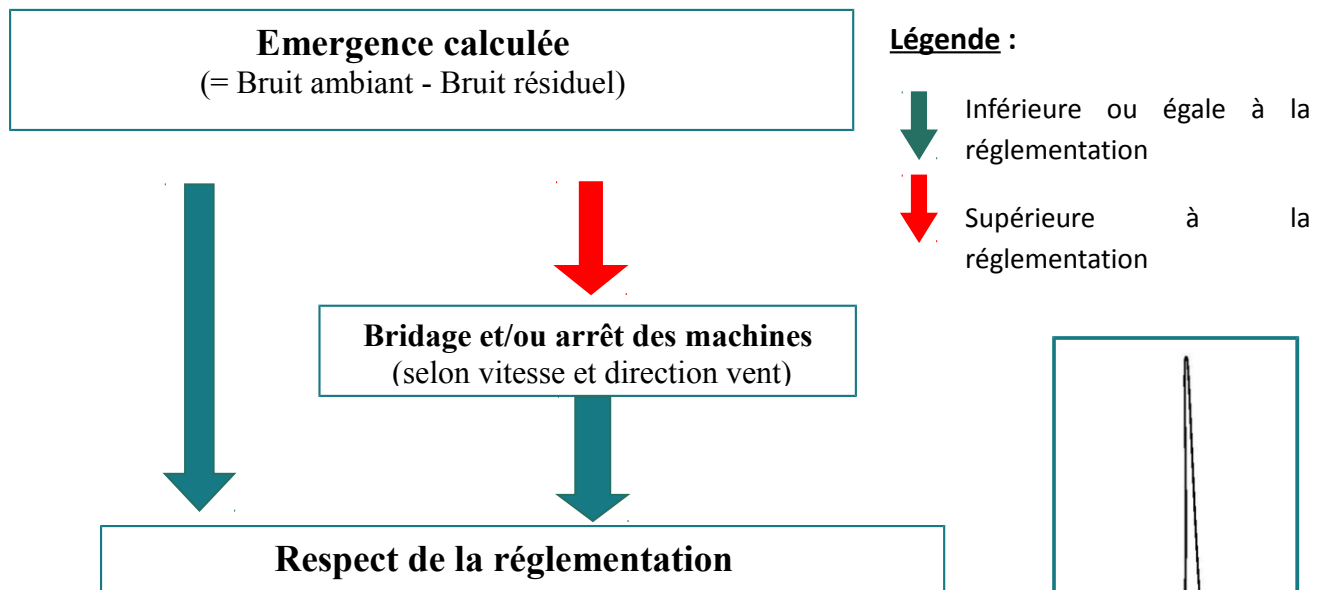 Emergence calculée
(= Bruit ambiant - Bruit résiduel)
Légende :
Inférieure ou égale à la
réglementation
Supérieure à la
réglementation
Bridage et/ou arrêt des machines
(selon vitesse et direction vent)
Respect de la réglementation